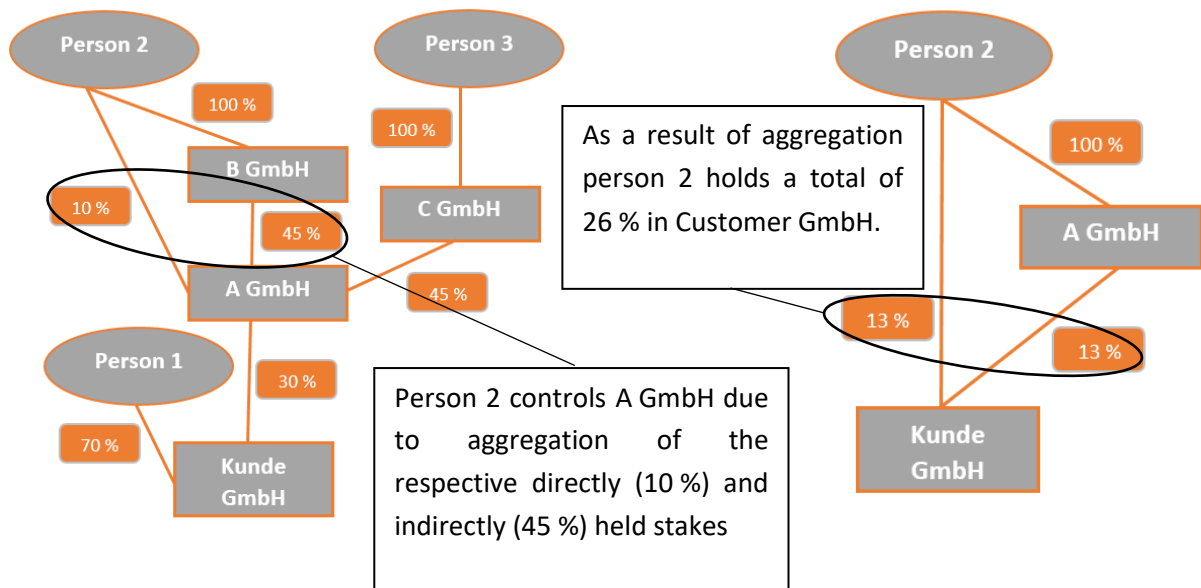 Person 2
Person 3
100 %
100 %
B GmbH
10 %
C GmbH
45 %
A GmbH
45 %
Person 1
30 %
70 %
Kunde
GmbH
Person 2 controls A GmbH due
to aggregation of the
respective directly (10 %) and
indirectly (45 %) held stakes
As a result of aggregation
person 2 holds a total of
26 % in Customer GmbH.
Person 2
100 %
A GmbH
13 %
13 %
Kunde
GmbH